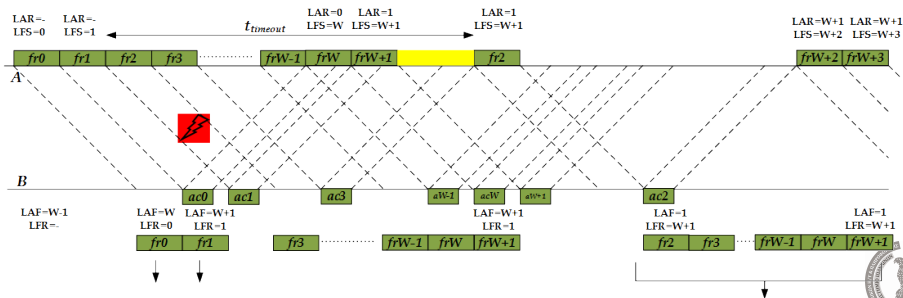 LAR=- LAR=- LAR=0 LAR=1 LAR=1 LAR=W+1 LAR=W+1
LFS=0 LFS=1 t_timeout LFS=W LFS=W+1 LFS=W+1 LFS=W+2 LFS=W+3
fr0 fr1 fr2 fr3 frW-1 frW frW+1 fr2 frW+2 frW+3
A
B
ac0 ac1 ac3 aW-1 acW aW+1 ac2
LAF=W-1 LAF=W LAF=W+1 LAF=W+1 LAF=1 LAF=1
LFR=- LFR=0 LFR=1 LFR=1 LFR=W+1 LFR=W+1
fr0 fr1 fr3 frW-1 frW frW+1 fr2 fr3 frW-1 frW frW+1